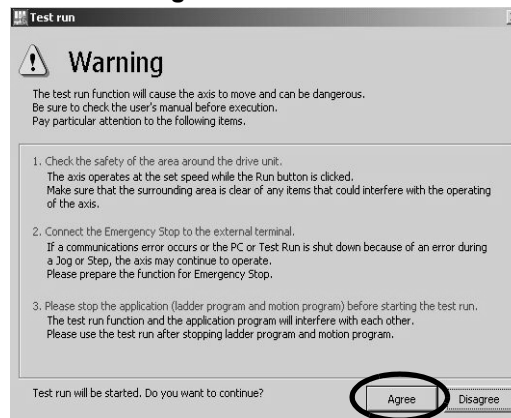 Test run
Warning
The test run function will cause the axis to move and can be dangerous.
Be sure to check the user's manual before execution.
Pay particular attention to the following items.
1. Check the safety of the area around the drive unit.
The axis operates at the set speed while the Run button is clicked.
Make sure that the surrounding area is clear of any items that could interfere with the operating
of the axis.
2. Connect the Emergency Stop to the external terminal.
If a communications error occurs or the PC or Test Run is shut down because of an error during
a Jog or Step, the axis may continue to operate.
Please prepare the function for Emergency Stop.
3. Please stop the application (ladder program and motion program) before starting the test run.
The test run function and the application program will interfere with each other.
Please use the test run after stopping ladder program and motion program.
Test run will be started. Do you want to continue?
Agree
Disagree